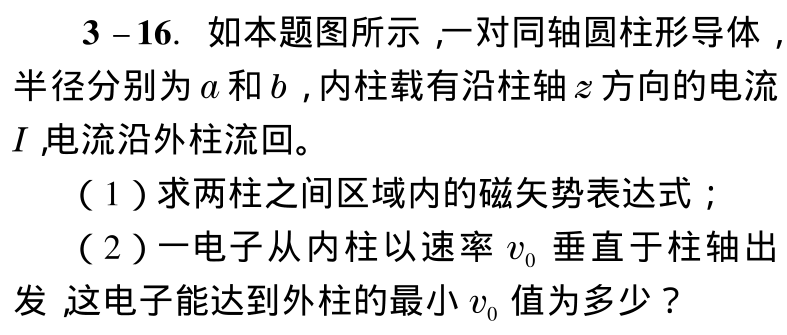 3-16. 如本题图所示,一对同轴圆柱形导体,
半径分别为 a 和 b ,内柱载有沿柱轴 z 方向的电流
I ,电流沿外柱流回。
(1)求两柱之间区域内的磁矢势表达式;
(2)一电子从内柱以速率 v₀ 垂直于柱轴出
发,这电子能达到外柱的最小 v₀ 值为多少?